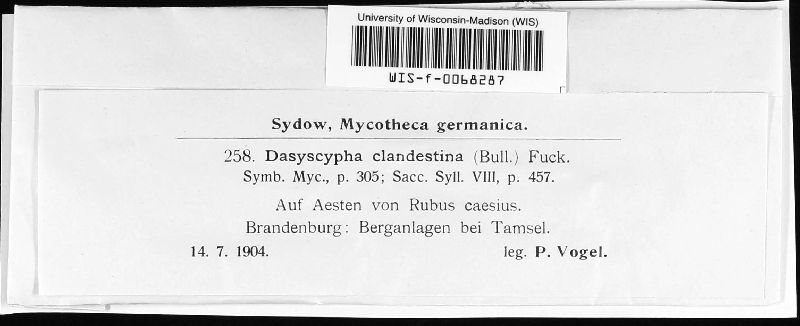 University of Wisconsin-Madison (WIS)
WIS-f-0068287
Sydow, Mycotheca germanica.
258. Dasyscypha clandestina (Bull.) Fuck.
Symb. Myc., p. 305; Sacc. Syll. VIII, p. 457.
Auf Aesten von Rubus caesius.
Brandenburg: Berganlagen bei Tamsel.
14. 7. 1904. leg. P. Vogel.